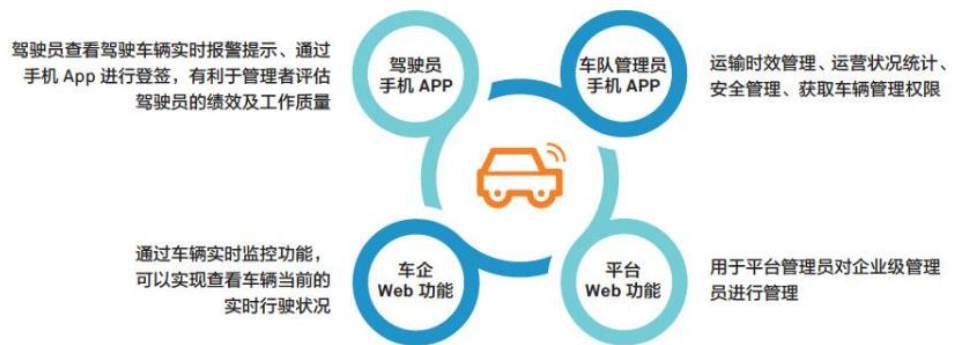 驾驶员查看驾驶车辆实时报警提示、通过
手机 App 进行登签，有利于管理者评估
驾驶员的绩效及工作质量
驾驶员
手机 APP
车队管理员
手机 APP
运输时效管理、运营状况统计、
安全管理、获取车辆管理权限
通过车辆实时监控功能，
可以实现查看车辆当前的
实时行驶状况
车企
Web 功能
平台
Web 功能
用于平台管理员对企业级管理
员进行管理